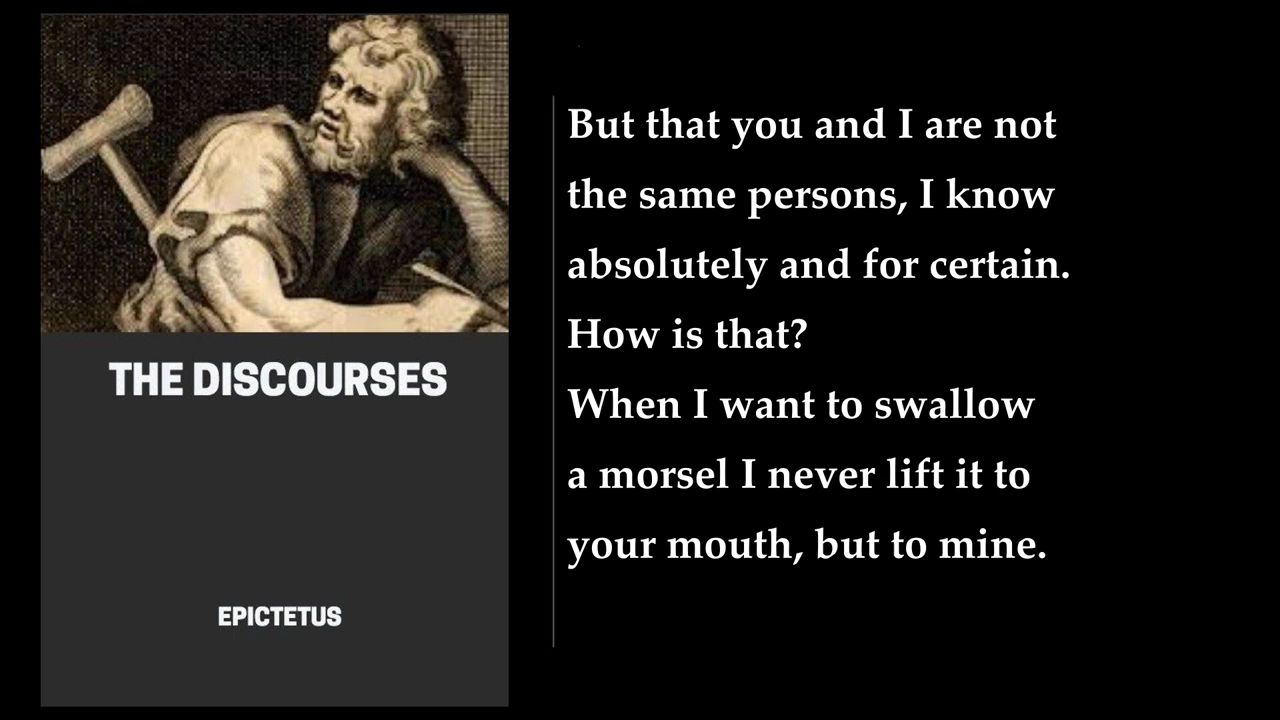 THE DISCOURSES
EPICTETUS
But that you and I are not
the same persons, I know
absolutely and for certain.
How is that?
When I want to swallow
a morsel I never lift it to
your mouth, but to mine.